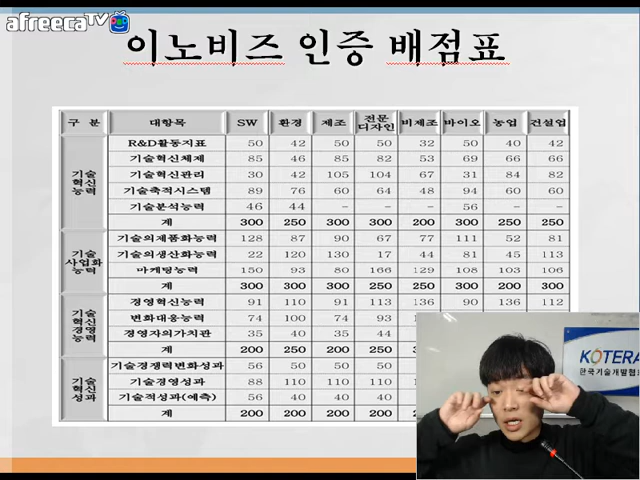 afreecaTV
이노비즈 인증 배점표
구 분 대항목 SW 환경 제조 전문디자인 비제조 바이오 농업 건설업
기술혁신능력
R&D활동지표 50 42 50 50 32 50 40 42
기술혁신체제 85 46 85 82 53 69 66 66
기술혁신관리 30 42 105 104 67 31 84 82
기술축적시스템 89 76 60 64 48 94 60 60
기술분석능력 46 44 - - - 56 - -
계 300 250 300 300 200 300 250 250
기술사업화능력
기술의제품화능력 128 87 90 67 77 111 52 81
기술의생산화능력 22 120 130 17 44 81 45 113
마케팅능력 150 93 80 166 129 108 103 106
계 300 300 300 250 250 300 200 300
기술혁신경영능력
경영혁신능력 91 110 91 113 136 90 136 112
변화대응능력 74 100 74 93
경영자의가치관 35 40 35 44
계 200 250 200 250
기술혁신성과
기술경쟁력변화성과 56 50 50 50
기술경영성과 88 110 110 110
기술적성과(예측) 56 40 40 40
계 200 200 200 200
KOTERA
한국기술개발협